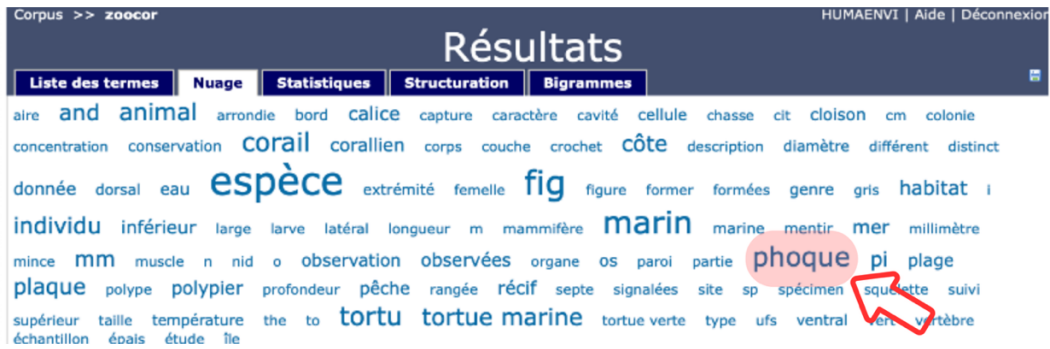 Corpus >> zoocor HUMAENVI | Aide | Déconnexion
Résultats
Liste des termes Nuage Statistiques Structuration Bigrammes
aire and animal arrondie bord calice capture caractère cavité cellule chasse cit cloison cm colonie
concentration conservation corail corallien corps couche crochet côte description diamètre différent distinct
donnée dorsal eau espèce extrémité femelle fig figure former formées genre gris habitat i
individu inférieur large larve latéral longueur m mammifère marin marine mentir mer millimètre
mince mm muscle n nid o observation observées organe os paroi partie phoque pi plage
plaque polype polypier profondeur pêche rangée récif septe signalées site sp spécimen squelette suivi
supérieur taille température the to tortu tortue marine tortue verte type ufs ventral vert vertèbre
échantillon épais étude île